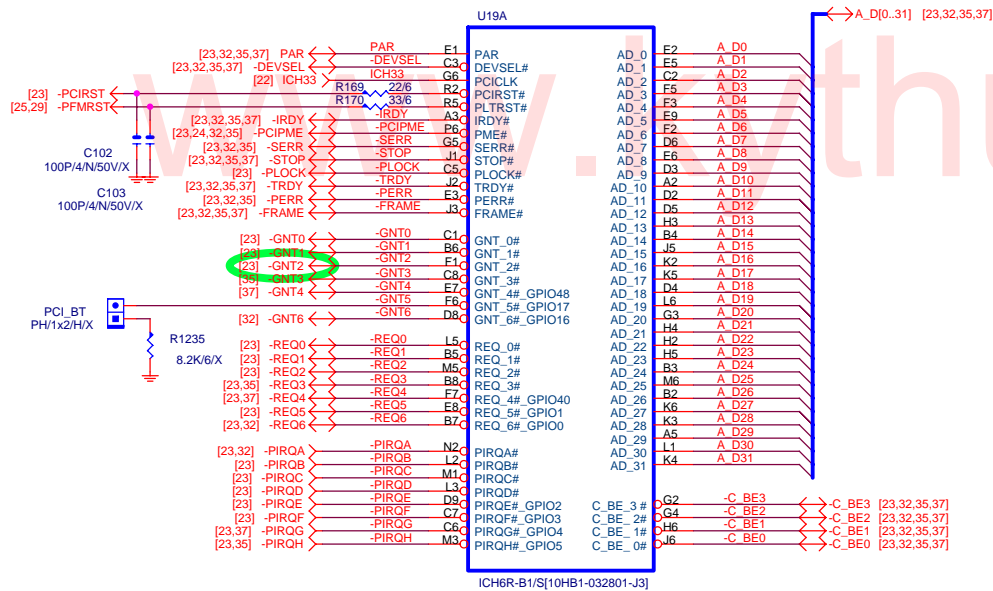 U19A
A_D[0..31] [23,32,35,37]
[23,32,35,37] PAR PAR E1 PAR AD_0 E2 A_D0
[23,32,35,37] -DEVSEL -DEVSEL C3 DEVSEL# AD_1 E5 A_D1
[22] ICH33 ICH33 G6 PCICLK AD_2 C2 A_D2
[23] -PCIRST R169 22/6 R2 PCIRST# AD_3 F5 A_D3
[25,29] -PFMRST R170 33/6 R5 PLTRST# AD_4 F3 A_D4
[23,32,35,37] -IRDY -IRDY A3 IRDY# AD_5 E9 A_D5
[23,24,32,35] -PCIPME -PCIPME P6 PME# AD_6 F2 A_D6
[23,32,35] -SERR -SERR G5 SERR# AD_7 D6 A_D7
[23,32,35,37] -STOP -STOP J1 STOP# AD_8 E6 A_D8
[23] -PLOCK -PLOCK C5 PLOCK# AD_9 D3 A_D9
[23,32,35,37] -TRDY -TRDY J2 TRDY# AD_10 A2 A_D10
[23,32,35] -PERR -PERR E3 PERR# AD_11 D2 A_D11
[23,32,35,37] -FRAME -FRAME J3 FRAME# AD_12 D5 A_D12
C102
100P/4/N/50V/X
C103
100P/4/N/50V/X
AD_13 H3 A_D13
[23] -GNT0 -GNT0 C1 GNT_0# AD_14 B4 A_D14
[23] -GNT1 -GNT1 B6 GNT_1# AD_15 J5 A_D15
[23] -GNT2 -GNT2 F1 GNT_2# AD_16 K2 A_D16
[35] -GNT3 -GNT3 C8 GNT_3# AD_17 K5 A_D17
[37] -GNT4 -GNT4 E7 GNT_4#_GPIO48 AD_18 D4 A_D18
-GNT5 F6 GNT_5#_GPIO17 AD_19 L6 A_D19
[32] -GNT6 -GNT6 D8 GNT_6#_GPIO16 AD_20 G3 A_D20
PCI_BT
PH/1x2/H/X
R1235
8.2K/6/X
AD_21 H4 A_D21
[23] -REQ0 -REQ0 L5 REQ_0# AD_22 H2 A_D22
[23] -REQ1 -REQ1 B5 REQ_1# AD_23 H5 A_D23
[23] -REQ2 -REQ2 M5 REQ_2# AD_24 B3 A_D24
[23,35] -REQ3 -REQ3 B8 REQ_3# AD_25 M6 A_D25
[23,37] -REQ4 -REQ4 F7 REQ_4#_GPIO40 AD_26 B2 A_D26
[23] -REQ5 -REQ5 E8 REQ_5#_GPIO1 AD_27 K6 A_D27
[23,32] -REQ6 -REQ6 B7 REQ_6#_GPIO0 AD_28 K3 A_D28
AD_29 A5 A_D29
[23,32] -PIRQA -PIRQA N2 PIRQA# AD_30 L1 A_D30
[23] -PIRQB -PIRQB L2 PIRQB# AD_31 K4 A_D31
[23] -PIRQC -PIRQC M1 PIRQC#
[23] -PIRQD -PIRQD L3 PIRQD#
[23] -PIRQE -PIRQE D9 PIRQE#_GPIO2 C_BE_3 # G2 -C_BE3 -C_BE3 [23,32,35,37]
[23] -PIRQF -PIRQF C7 PIRQF#_GPIO3 C_BE_ 2# G4 -C_BE2 -C_BE2 [23,32,35,37]
[23,37] -PIRQG -PIRQG C6 PIRQG#_GPIO4 C_BE_ 1# H6 -C_BE1 -C_BE1 [23,32,35,37]
[23,35] -PIRQH -PIRQH M3 PIRQH#_GPIO5 C_BE_ 0# J6 -C_BE0 -C_BE0 [23,32,35,37]
ICH6R-B1/S[10HB1-032801-J3]
www.kythu